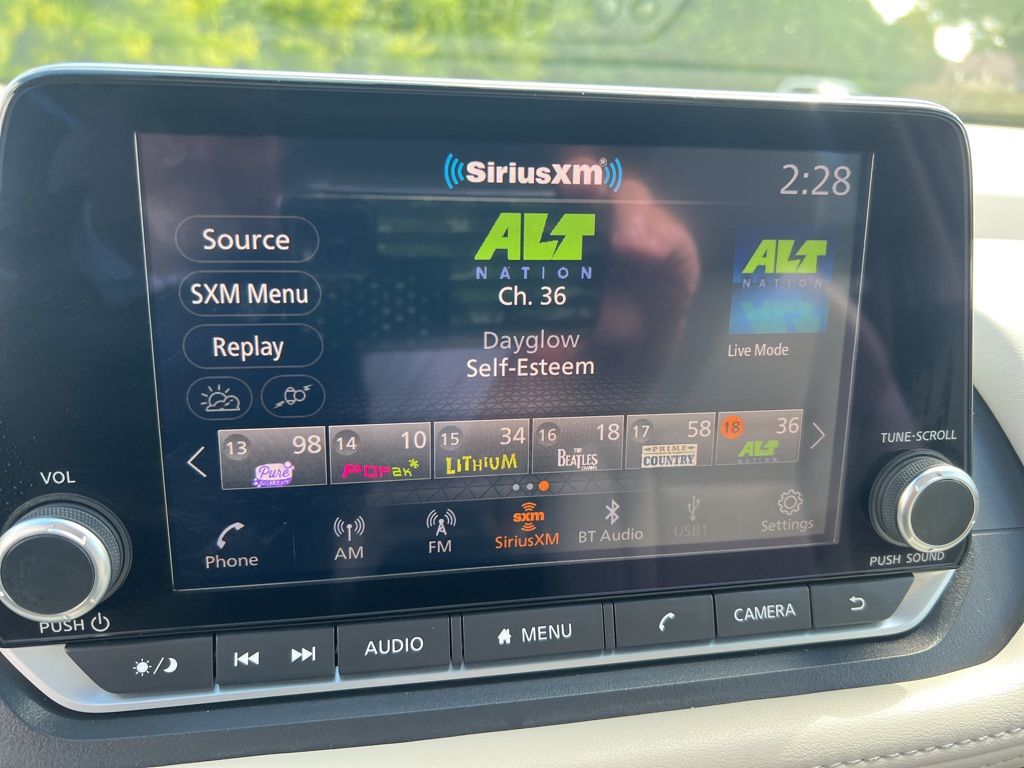 SiriusXM®
2:28
Source
SXM Menu
Replay
ALT
NATION
Ch. 36
Dayglow
Self-Esteem
ALT
NATION
Live Mode
13 98
Pure
14 10
POP2K*
15 34
LITHIUM
16 18
THE
BEATLES
CHANNEL
17 58
PRIME
COUNTRY
18 36
ALT
NATION
Phone
AM
FM
sxm
SiriusXM
BT Audio
USB1
Settings
VOL
PUSH
TUNE·SCROLL
PUSH SOUND
AUDIO
MENU
CAMERA